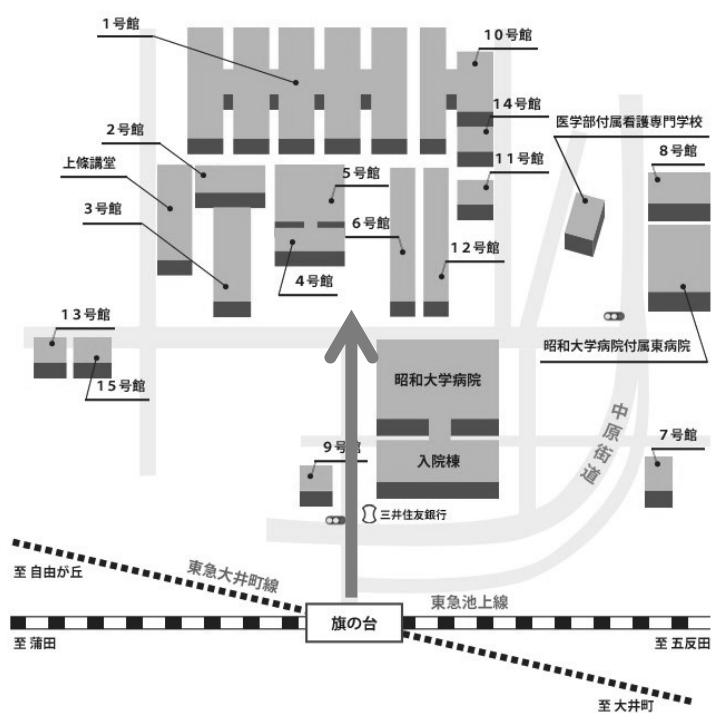 1号館
10号館
14号館
医学部付属看護専門学校
2号館
8号館
上條講堂
11号館
5号館
3号館
6号館
12号館
4号館
13号館
昭和大学病院付属東病院
15号館
昭和大学病院
中原街道
7号館
9号館
入院棟
三井住友銀行
至 自由が丘
東急大井町線
東急池上線
旗の台
至 蒲田
至 五反田
至 大井町